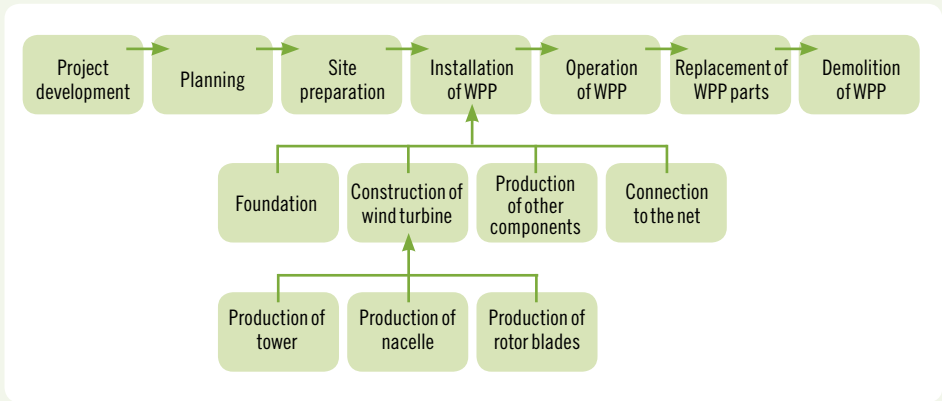 Project
development
Planning
Site
preparation
Installation
of WPP
Operation
of WPP
Replacement of
WPP parts
Demolition
of WPP
Foundation
Construction of
wind turbine
Production
of other
components
Connection
to the net
Production of
tower
Production of
nacelle
Production of
rotor blades